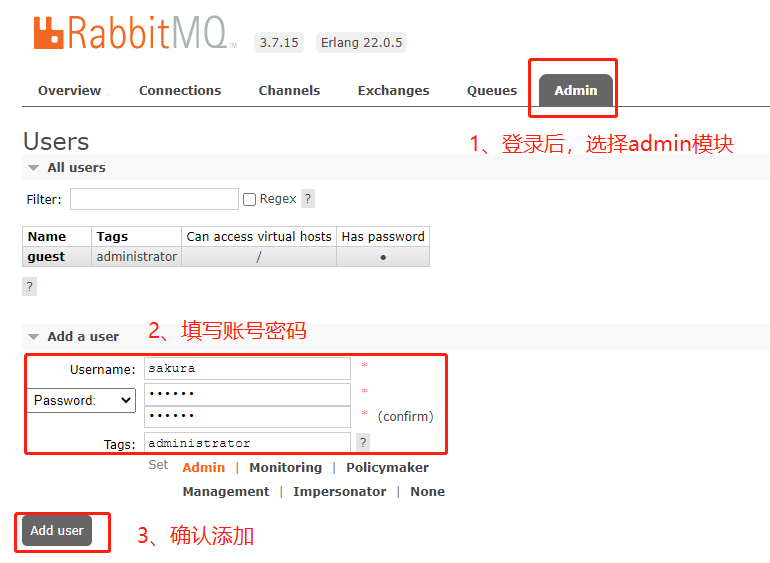 RabbitMQ TM 3.7.15 Erlang 22.0.5
Overview Connections Channels Exchanges Queues Admin
1、登录后，选择admin模块
Users
All users
Filter: Regex ?
Name Tags Can access virtual hosts Has password
guest administrator / ●
?
2、填写账号密码
Add a user
Username: sakura *
Password: •••••• *
•••••• * (confirm)
Tags: administrator ?
Set Admin | Monitoring | Policymaker
Management | Impersonator | None
Add user
3、确认添加